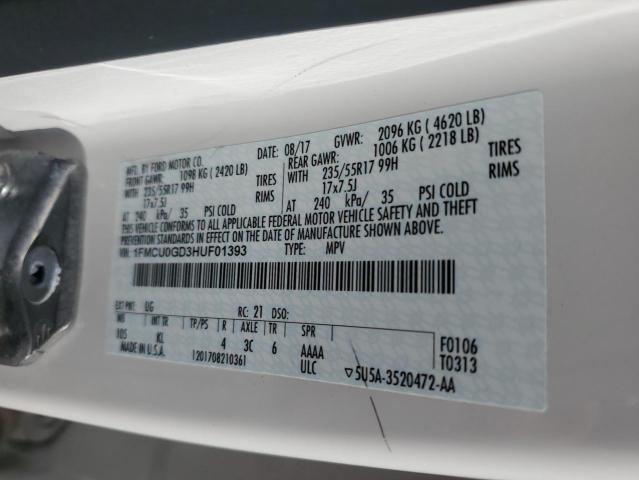 MFD. BY FORD MOTOR CO.
DATE: 08/17 GVWR: 2096 KG ( 4620 LB)
FRONT GAWR: 1098 KG ( 2420 LB)
REAR GAWR: 1006 KG ( 2218 LB)
WITH 235/55R17 99H TIRES
WITH 235/55R17 99H TIRES
17x7.5J RIMS
17x7.5J RIMS
AT 240 kPa/ 35 PSI COLD
AT 240 kPa/ 35 PSI COLD
THIS VEHICLE CONFORMS TO ALL APPLICABLE FEDERAL MOTOR VEHICLE SAFETY AND THEFT
PREVENTION STANDARDS IN EFFECT ON THE DATE OF MANUFACTURE SHOWN ABOVE.
VIN: 1FMCU0GD3HUF01393 TYPE: MPV
EXT PNT: UG RC: 21 DSO:
WB INT TR TP/PS R AXLE TR SPR
105 KL 4 3C 6 AAAA
F0106
MADE IN U.S.A. 1201708210361 ULC
T0313
▽5U5A-3520472-AA